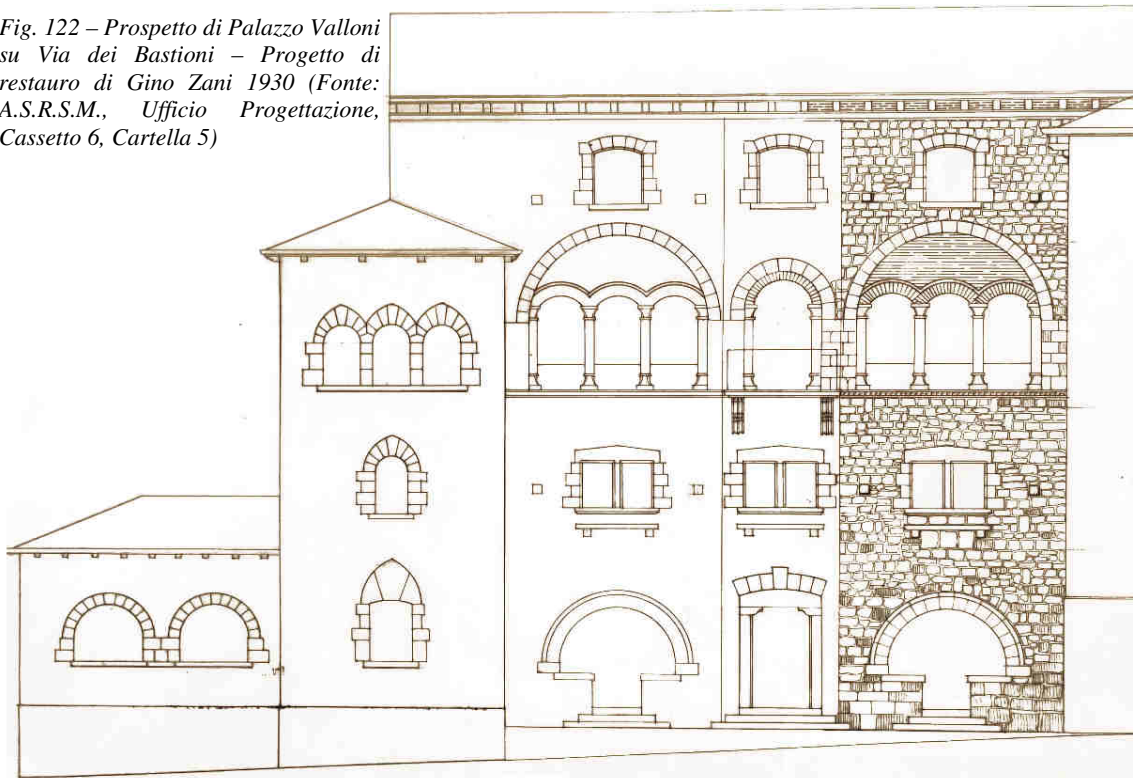 Fig. 122 – Prospetto di Palazzo Valloni
su Via dei Bastioni – Progetto di
restauro di Gino Zani 1930 (Fonte:
A.S.R.S.M., Ufficio Progettazione,
Cassetto 6, Cartella 5)